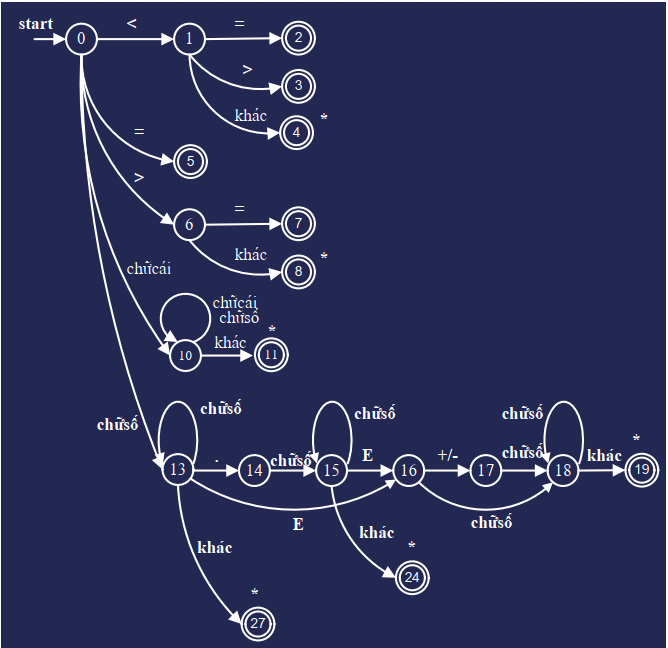 start
0
<
1
=
2
>
3
khác
4
*
=
5
>
6
=
7
khác
8
*
chữcái
chữcái
chữsố
10
khác
11
*
chữsố
13
chữsố
.
14
chữsố
15
chữsố
E
16
+/-
17
chữsố
18
chữsố
khác
19
*
E
chữsố
khác
24
*
khác
27
*